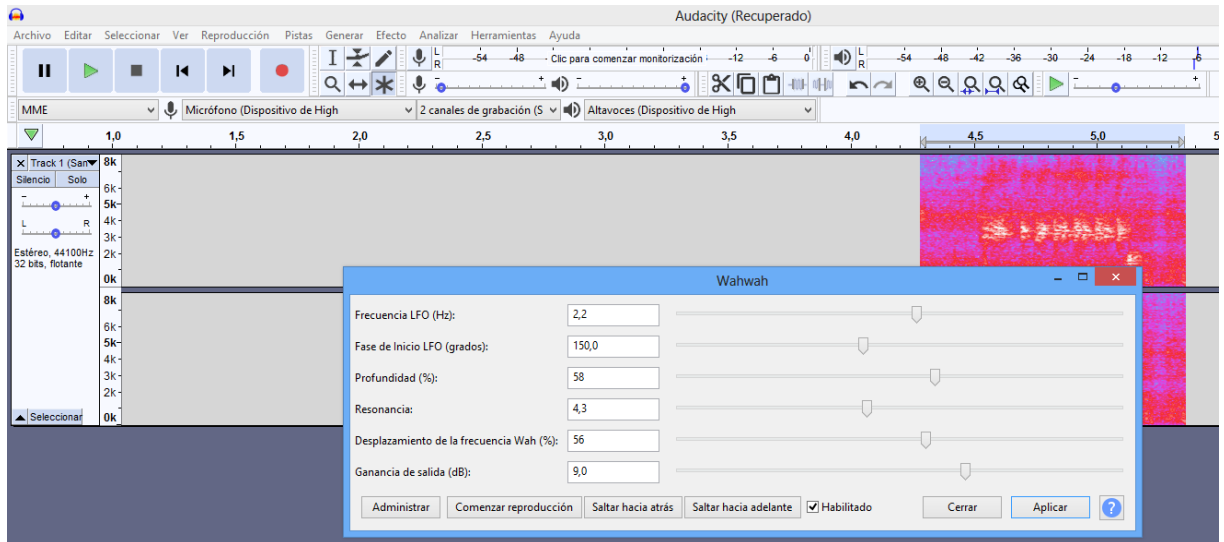 Audacity (Recuperado)
Archivo Editar Seleccionar Ver Reproducción Pistas Generar Efecto Analizar Herramientas Ayuda
L R -54 -48 · Clic para comenzar monitorización -12 -6 0 R -54 -48 -42 -36 -30 -24 -18 -12 -6
MME Micrófono (Dispositivo de High 2 canales de grabación (S Altavoces (Dispositivo de High
1,0 1,5 2,0 2,5 3,0 3,5 4,0 4,5 5,0 5
Track 1 (San 8k
Silencio Solo 6k
- + 5k
L R 4k
3k
Estéreo, 44100Hz 2k
32 bits, flotante
0k
Wahwah
8k
Frecuencia LFO (Hz): 2,2
6k
5k
Fase de Inicio LFO (grados): 150,0
4k
3k
Profundidad (%): 58
2k
Resonancia: 4,3
Seleccionar 0k
Desplazamiento de la frecuencia Wah (%): 56
Ganancia de salida (dB): 9,0
Administrar Comenzar reproducción Saltar hacia atrás Saltar hacia adelante Habilitado Cerrar Aplicar ?